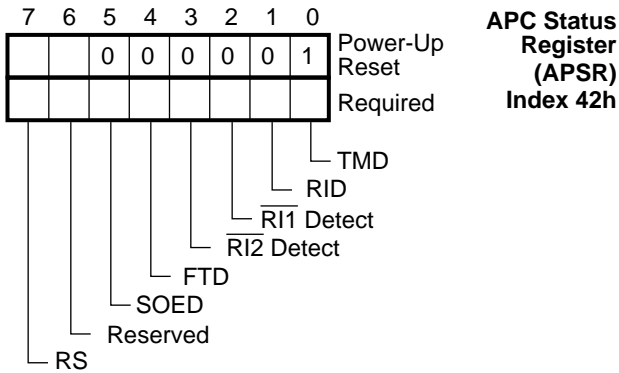 7 6 5 4 3 2 1 0
APC Status
Register
(APSR)
Index 42h
0 0 0 0 0 1
Power-Up
Reset
Required
TMD
RID
RI1 Detect
RI2 Detect
FTD
SOED
Reserved
RS